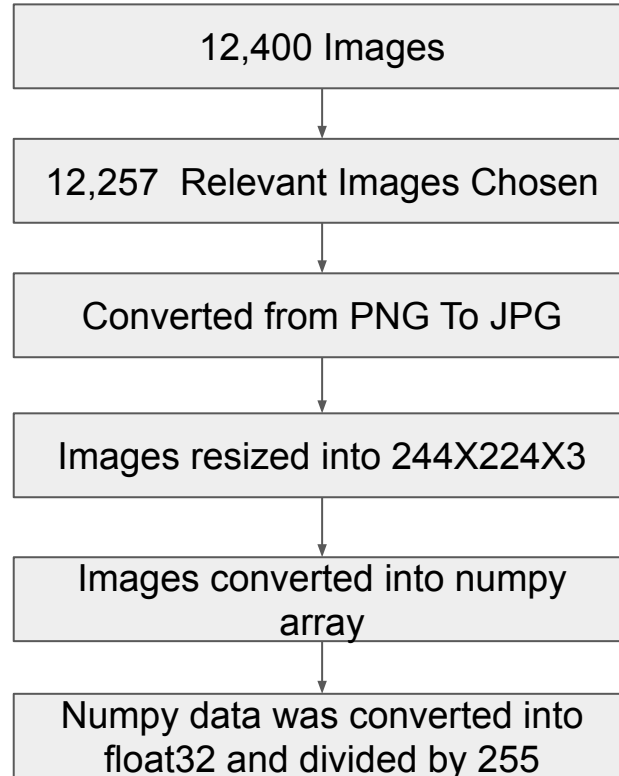 12,400 Images
12,257 Relevant Images Chosen
Converted from PNG To JPG
Images resized into 244X224X3
Images converted into numpy
array
Numpy data was converted into
float32 and divided by 255